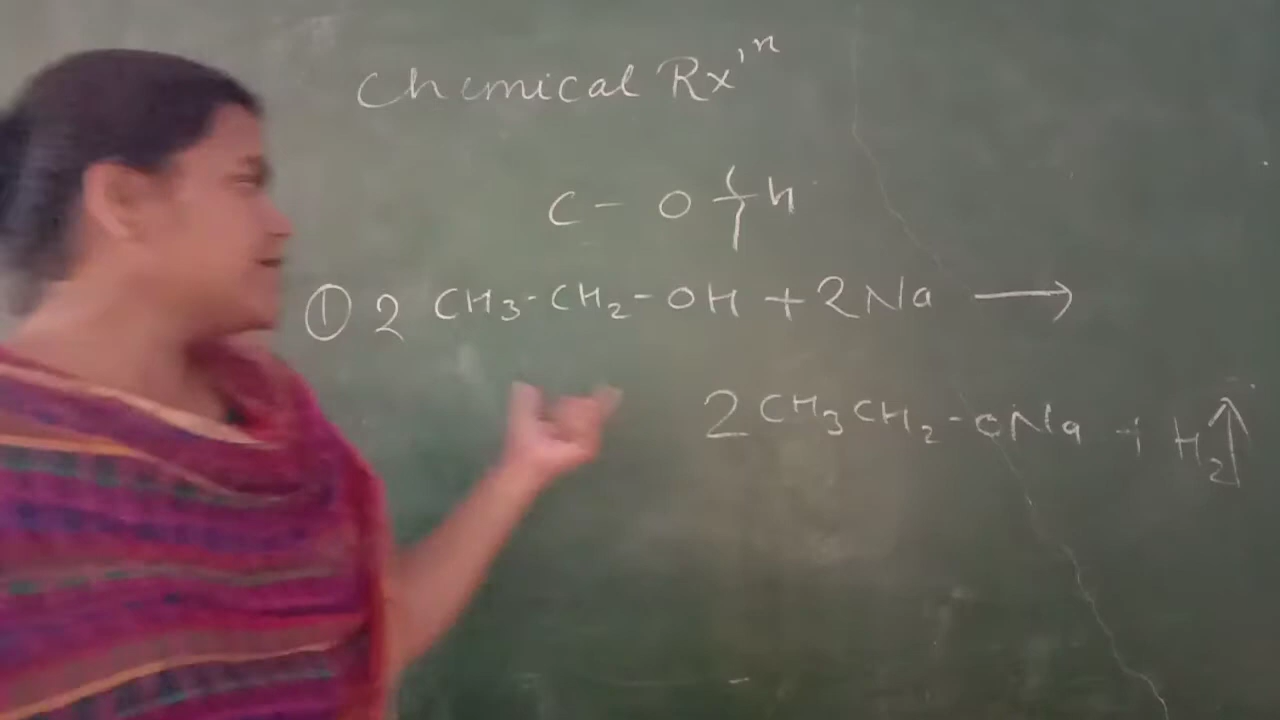 Chemical Rx'n
C - O + H
① 2 CH3-CH2-OH + 2Na ⟶
2CH3CH2-ONa + H2↑